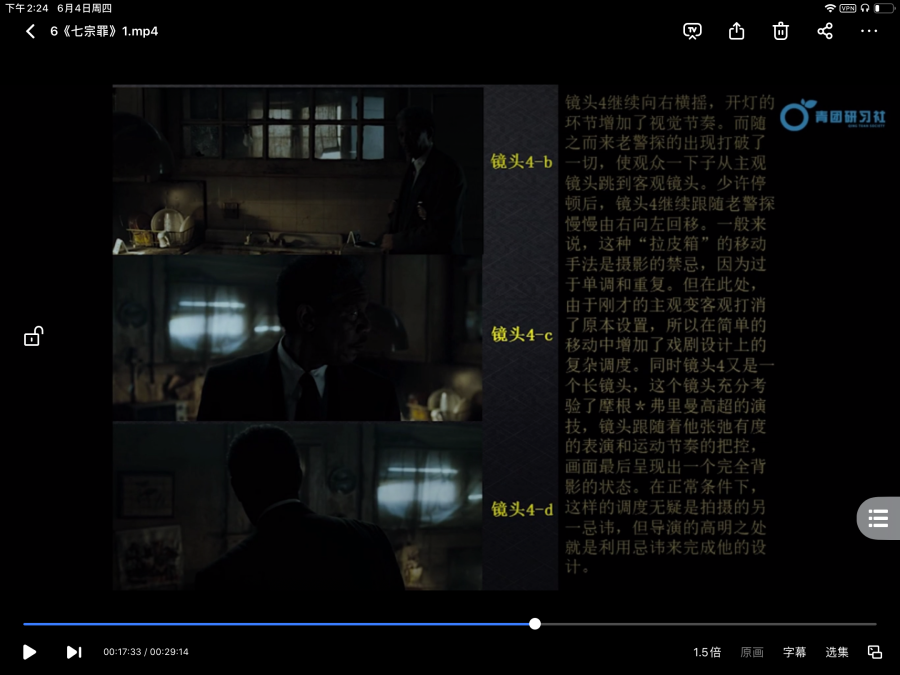 下午2:24 6月4日周四
VPN
6《七宗罪》1.mp4
TV
镜头4-b
镜头4-c
镜头4-d
镜头4继续向右横摇，开灯的
环节增加了视觉节奏。而随
之而来老警探的出现打破了
一切，使观众一下子从主观
镜头跳到客观镜头。少许停
顿后，镜头4继续跟随老警探
慢慢由右向左回移。一般来
说，这种“拉皮箱”的移动
手法是摄影的禁忌，因为过
于单调和重复。但在此处，
由于刚才的主观变客观打消
了原本设置，所以在简单的
移动中增加了戏剧设计上的
复杂调度。同时镜头4又是一
个长镜头，这个镜头充分考
验了摩根＊弗里曼高超的演
技，镜头跟随着他张弛有度
的表演和运动节奏的把控，
画面最后呈现出一个完全背
影的状态。在正常条件下，
这样的调度无疑是拍摄的另
一忌讳，但导演的高明之处
就是利用忌讳来完成他的设
计。
青团研习社
QING TUAN SOCIETY
00:17:33 / 00:29:14
1.5倍
原画
字幕
选集